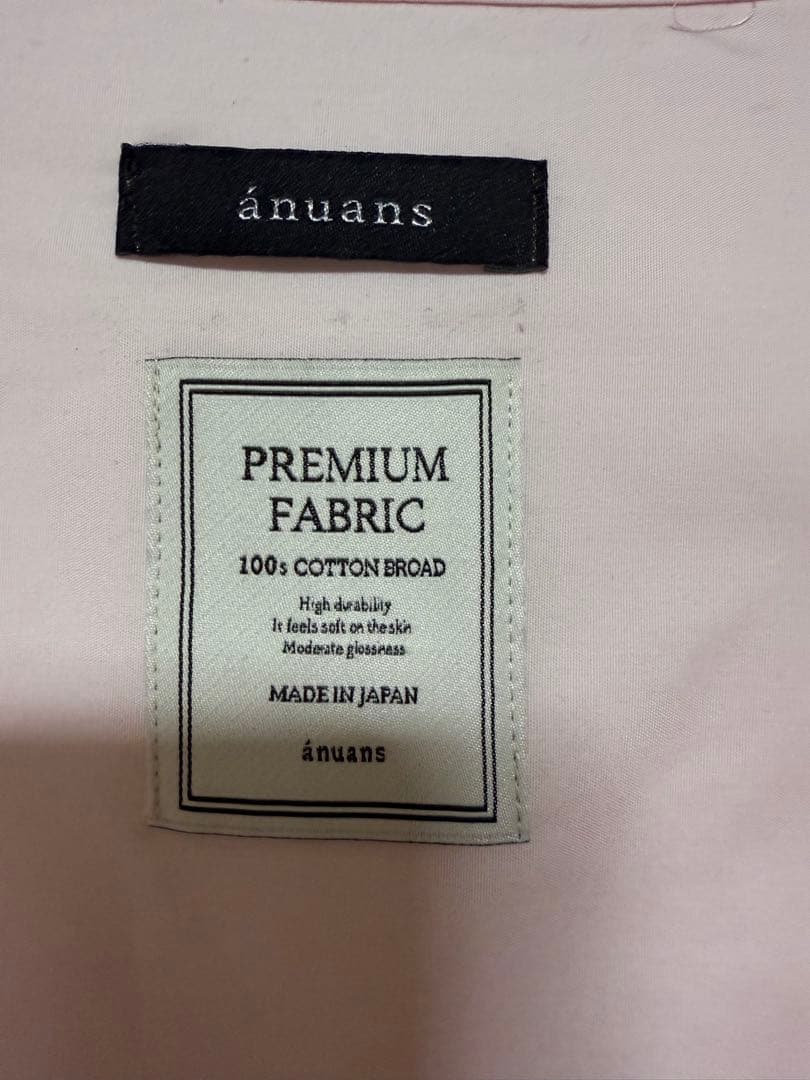 ánuans
PREMIUM
FABRIC
100s COTTON BROAD
High durability
It feels soft on the skin
Moderate glossness
MADE IN JAPAN
ánuans